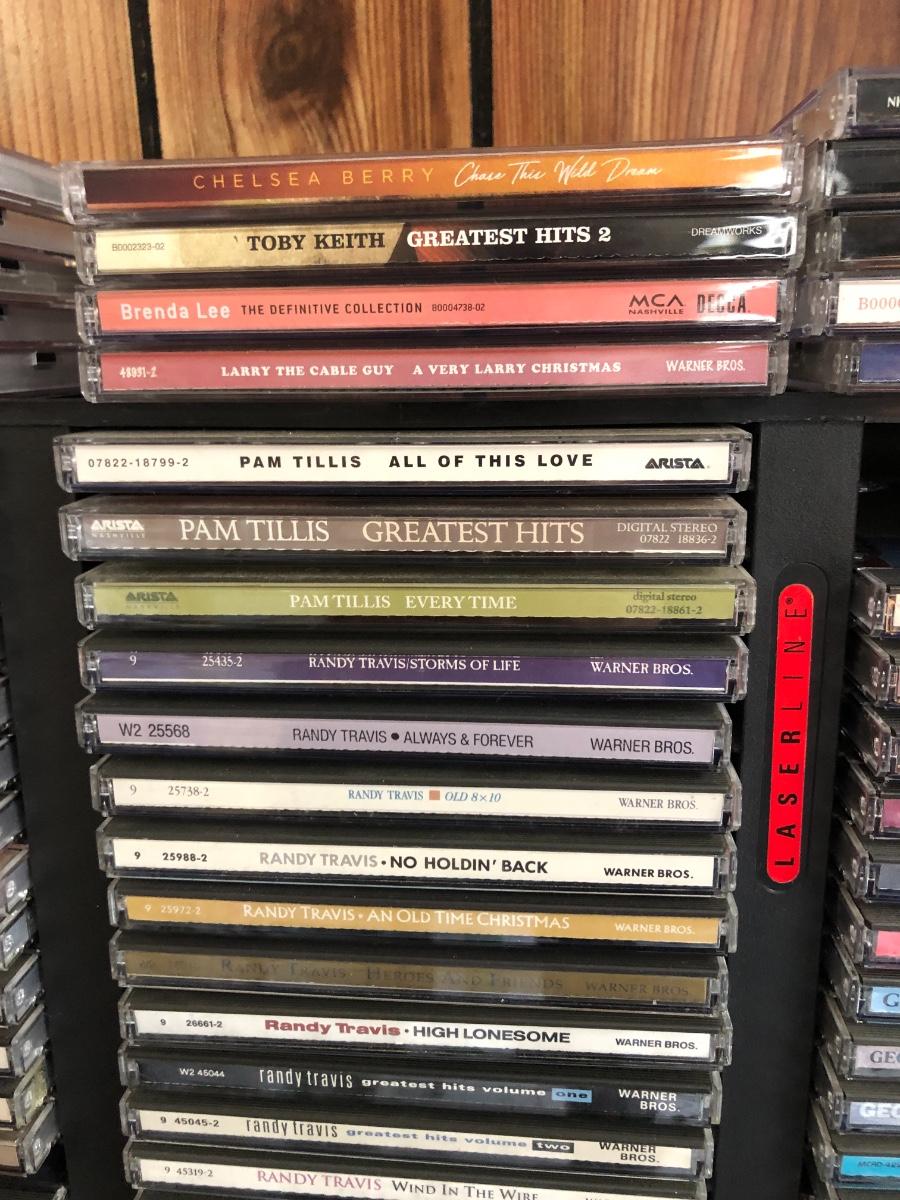 CHELSEA BERRY Chase This Wild Dream
B0002323-02 TOBY KEITH GREATEST HITS 2 DREAMWORKS
Brenda Lee THE DEFINITIVE COLLECTION B0004738-02 MCA NASHVILLE DECCA.
48931-2 LARRY THE CABLE GUY A VERY LARRY CHRISTMAS WARNER BROS.
07822-18799-2 PAM TILLIS ALL OF THIS LOVE ARISTA.
ARISTA NASHVILLE PAM TILLIS GREATEST HITS DIGITAL STEREO 07822 18836-2
ARISTA NASHVILLE PAM TILLIS EVERY TIME digital stereo 07822-18861-2
9 25435-2 RANDY TRAVIS/STORMS OF LIFE WARNER BROS.
W2 25568 RANDY TRAVIS • ALWAYS & FOREVER WARNER BROS.
9 25738-2 RANDY TRAVIS ■ OLD 8×10 WARNER BROS.
9 25988-2 RANDY TRAVIS • NO HOLDIN' BACK WARNER BROS.
9 25972-2 RANDY TRAVIS • AN OLD TIME CHRISTMAS WARNER BROS.
RANDY TRAVIS HEROES AND FRIENDS WARNER BROS.
9 26661-2 Randy Travis • HIGH LONESOME WARNER BROS.
W2 45044 randy travis greatest hits volume one WARNER BROS.
9 45045-2 randy travis greatest hits volume two WARNER BROS.
9 45319-2 RANDY TRAVIS WIND IN THE WIRE
LASERLINE®
B000
G
GEO
GEO